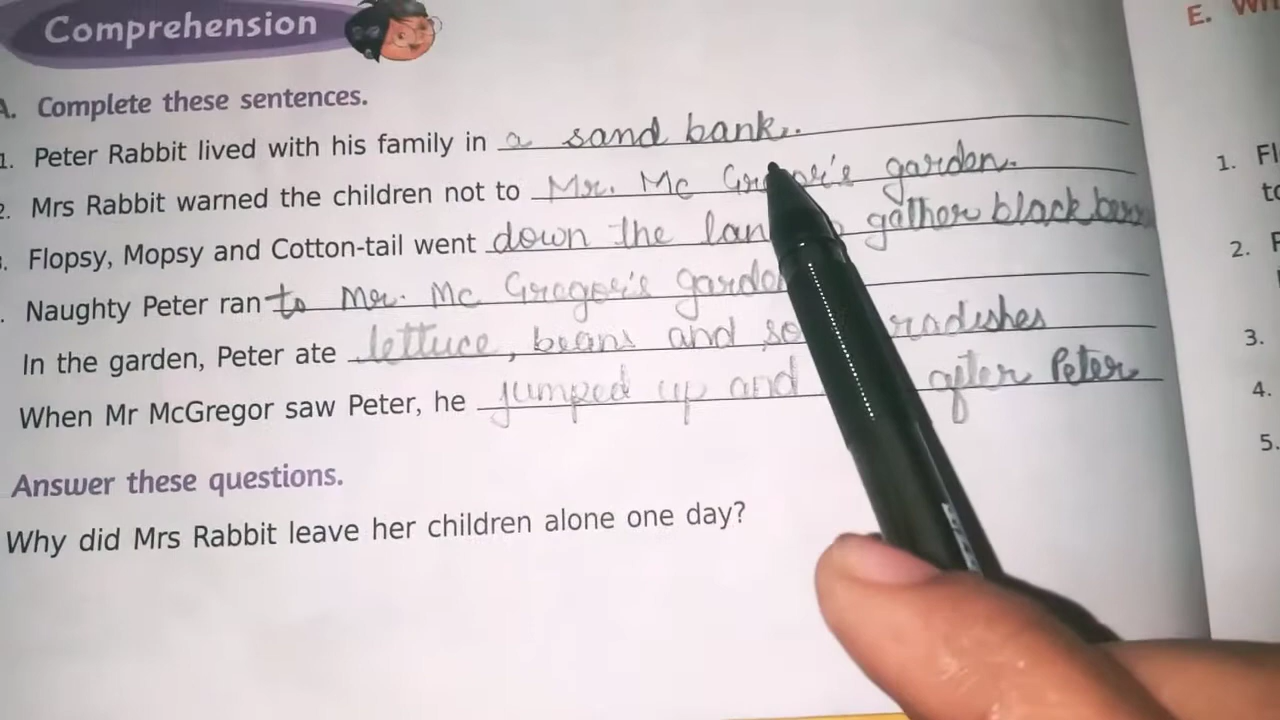 Comprehension
A. Complete these sentences.
1. Peter Rabbit lived with his family in a sand bank.
2. Mrs Rabbit warned the children not to Mr. Mc garden.
Flopsy, Mopsy and Cotton-tail went down the gather
Naughty Peter ran to Mr. Mc Gregor's
In the garden, Peter ate lettuce, beans and radishes
When Mr McGregor saw Peter, he jumped up and after Peter
Answer these questions.
Why did Mrs Rabbit leave her children alone one day?
E.
1.
2.
3.
4.
5.